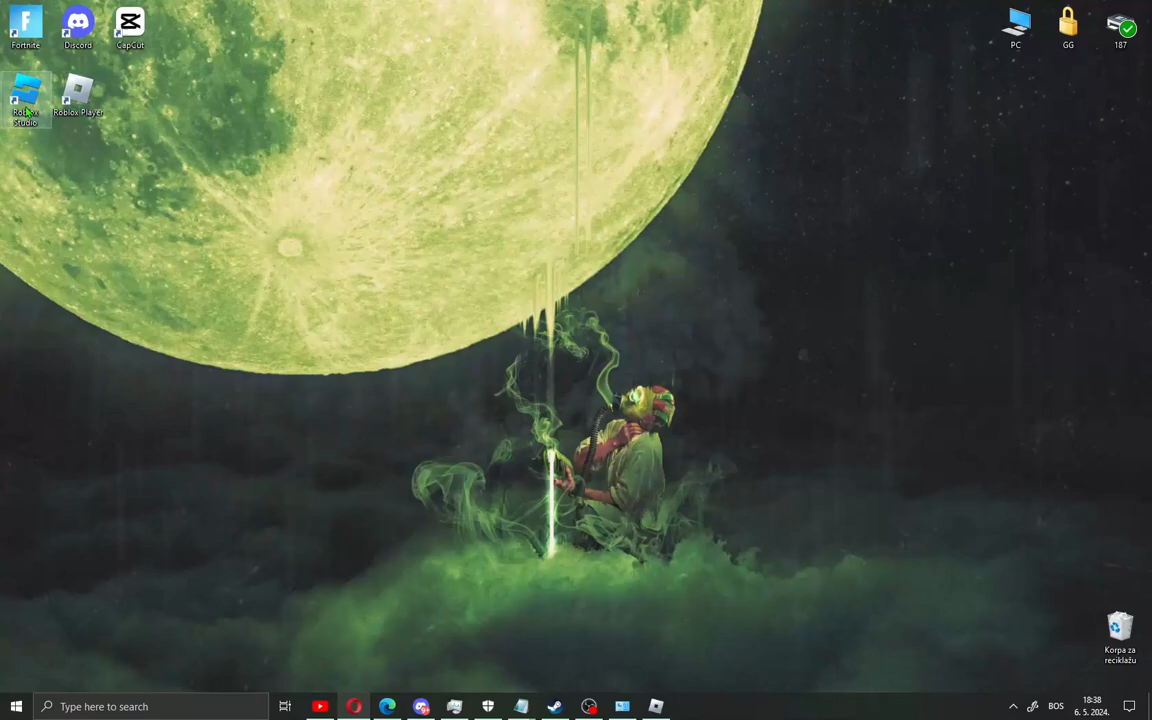 Fortnite
Discord
CapCut
PC
GG
187
Roblox
Studio
Roblox Player
Korpa za
reciklažu
Type here to search
BOS
18:38
6. 5. 2024.